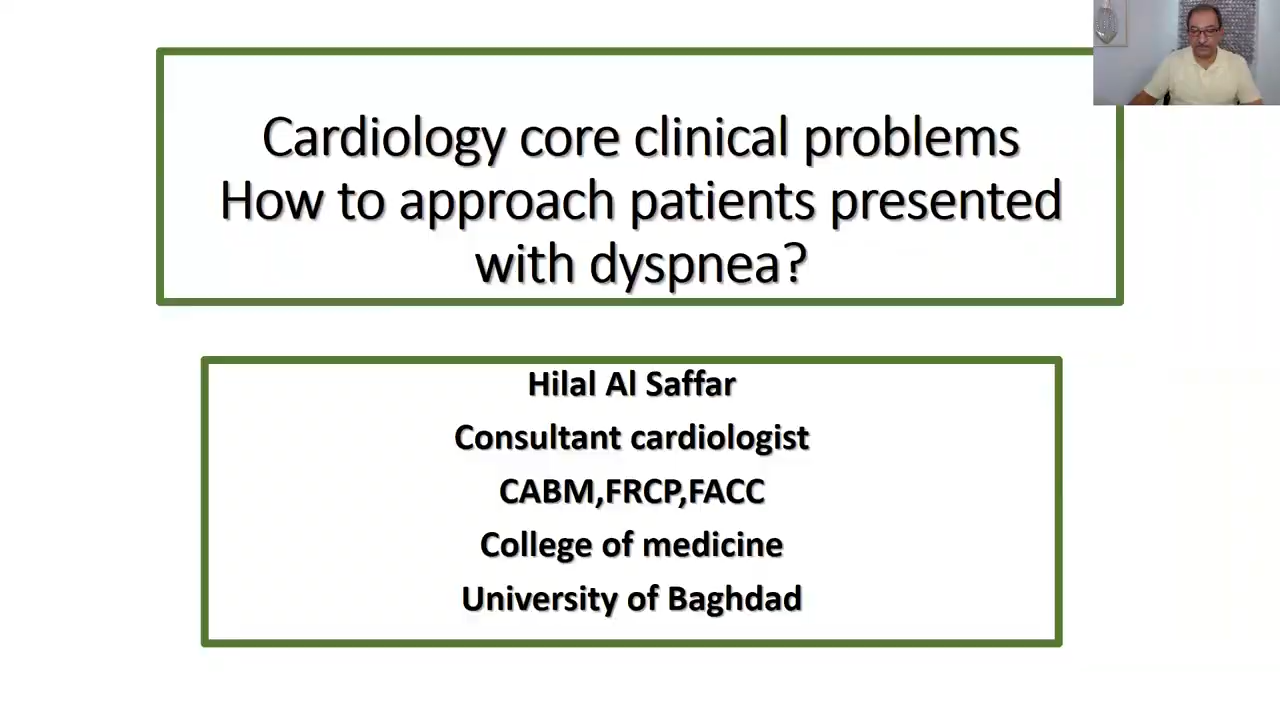 Cardiology core clinical problems
How to approach patients presented
with dyspnea?
Hilal Al Saffar
Consultant cardiologist
CABM,FRCP,FACC
College of medicine
University of Baghdad